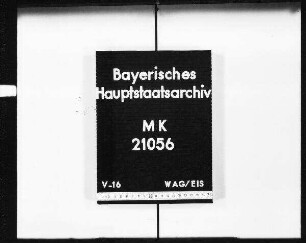 Bayerisches
Hauptstaatsarchiv
MK
21056
V-16 WAG/EIS